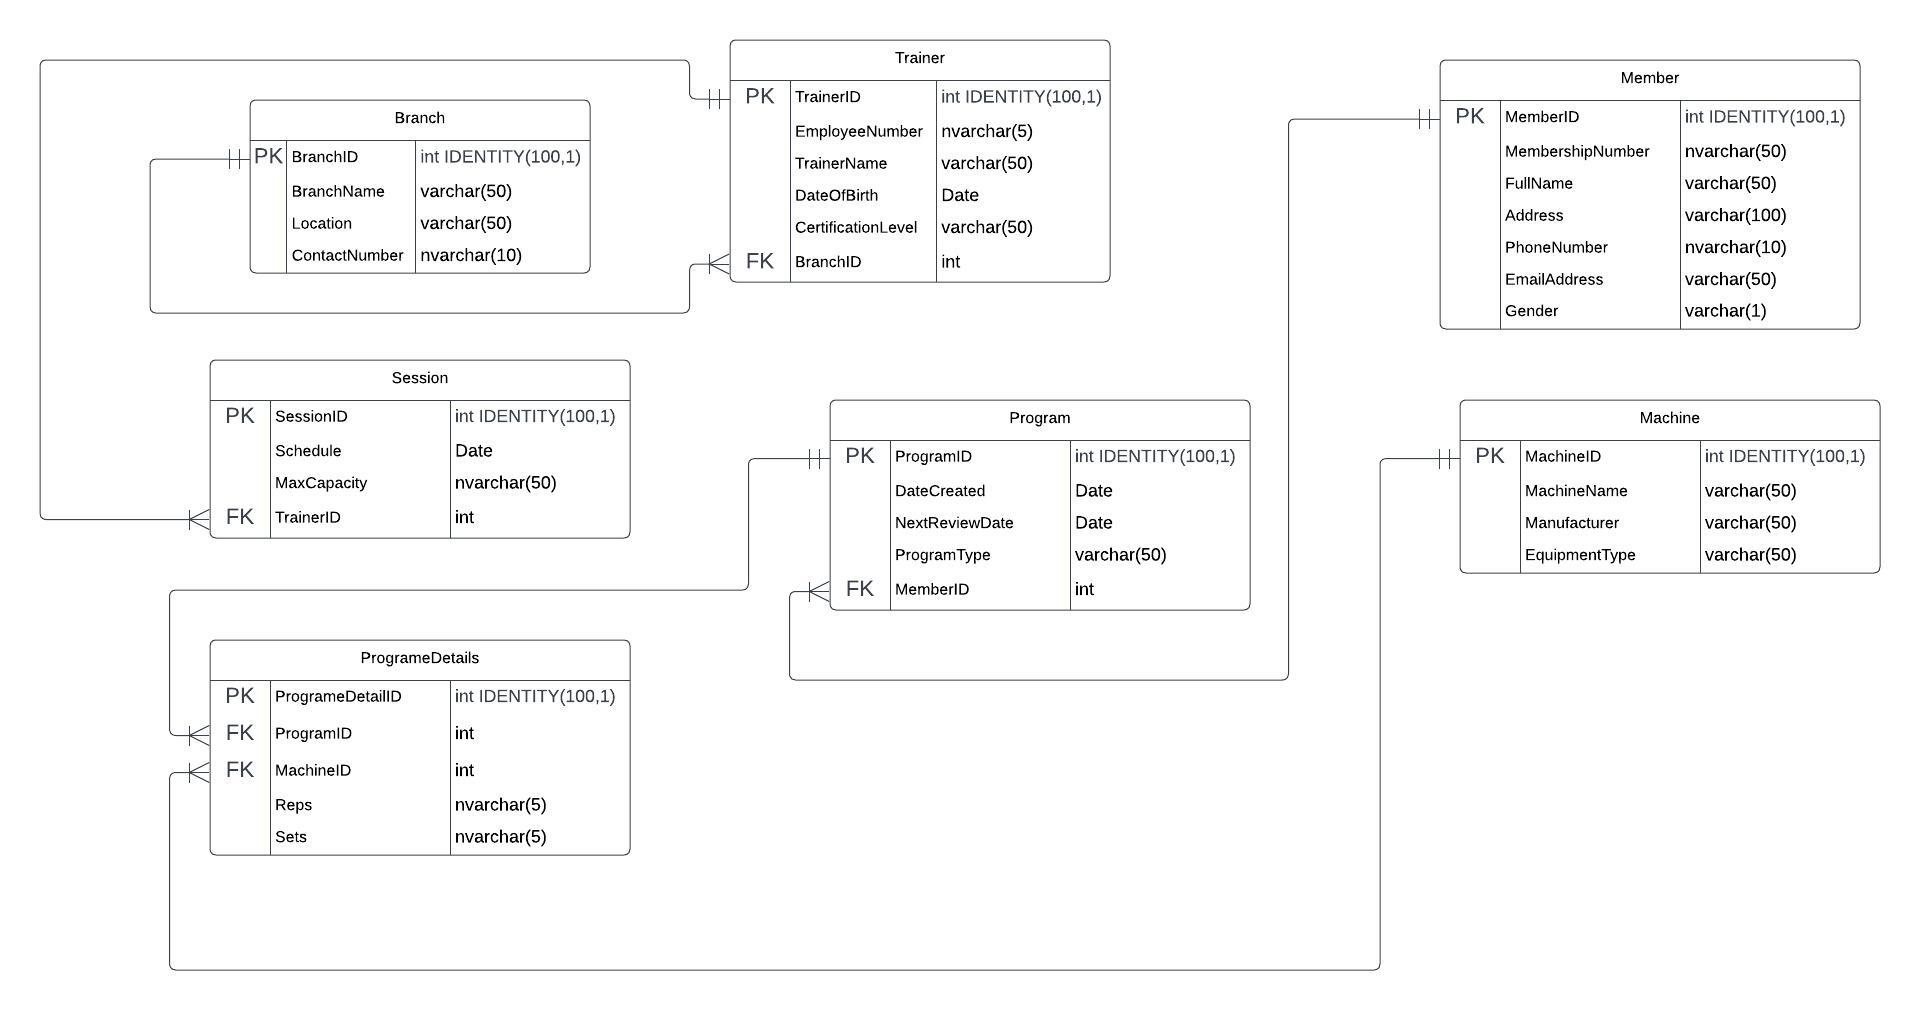 Trainer
PK TrainerID int IDENTITY(100,1)
EmployeeNumber nvarchar(5)
TrainerName varchar(50)
DateOfBirth Date
CertificationLevel varchar(50)
FK BranchID int
Member
PK MemberID int IDENTITY(100,1)
MembershipNumber nvarchar(50)
FullName varchar(50)
Address varchar(100)
PhoneNumber nvarchar(10)
EmailAddress varchar(50)
Gender varchar(1)
Branch
PK BranchID int IDENTITY(100,1)
BranchName varchar(50)
Location varchar(50)
ContactNumber nvarchar(10)
Session
PK SessionID int IDENTITY(100,1)
Schedule Date
MaxCapacity nvarchar(50)
FK TrainerID int
Program
PK ProgramID int IDENTITY(100,1)
DateCreated Date
NextReviewDate Date
ProgramType varchar(50)
FK MemberID int
Machine
PK MachineID int IDENTITY(100,1)
MachineName varchar(50)
Manufacturer varchar(50)
EquipmentType varchar(50)
ProgrameDetails
PK ProgrameDetailID int IDENTITY(100,1)
FK ProgramID int
FK MachineID int
Reps nvarchar(5)
Sets nvarchar(5)